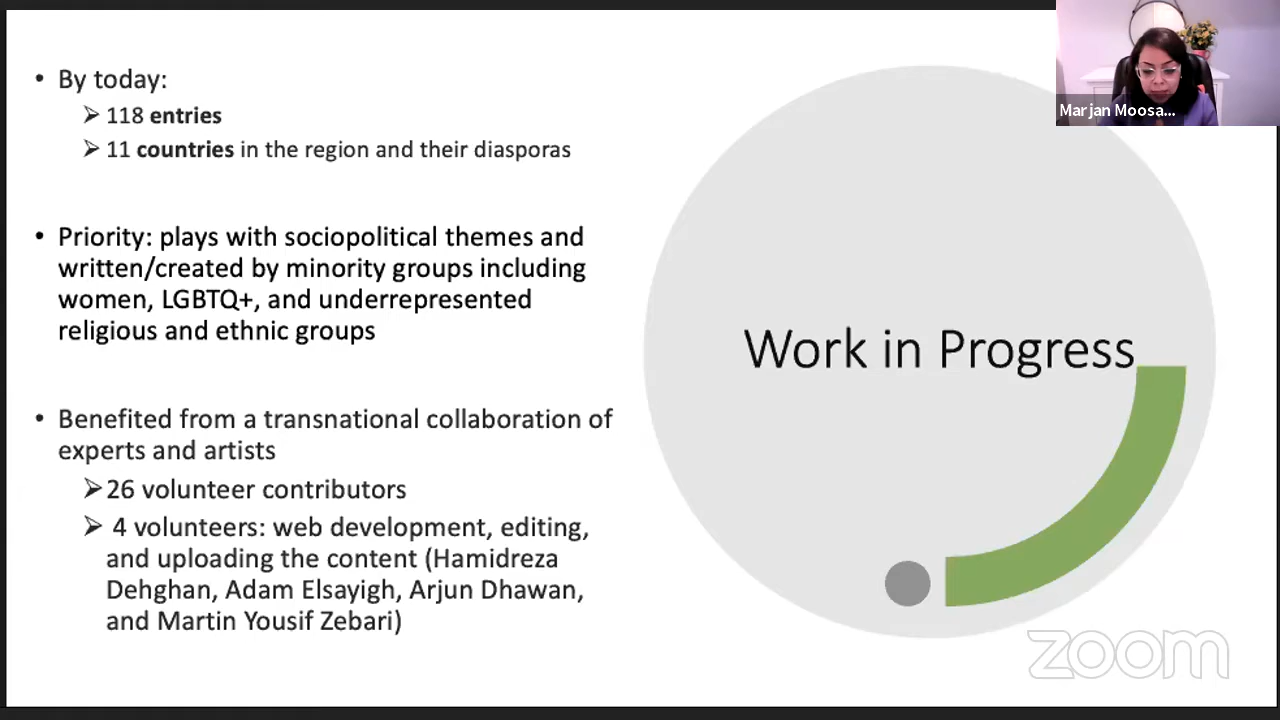 • By today:
➢ 118 entries
➢ 11 countries in the region and their diasporas
• Priority: plays with sociopolitical themes and
written/created by minority groups including
women, LGBTQ+, and underrepresented
religious and ethnic groups
• Benefited from a transnational collaboration of
experts and artists
➢ 26 volunteer contributors
➢ 4 volunteers: web development, editing,
and uploading the content (Hamidreza
Dehghan, Adam Elsayigh, Arjun Dhawan,
and Martin Yousif Zebari)
Work in Progress
Marjan Moosa...
zoom